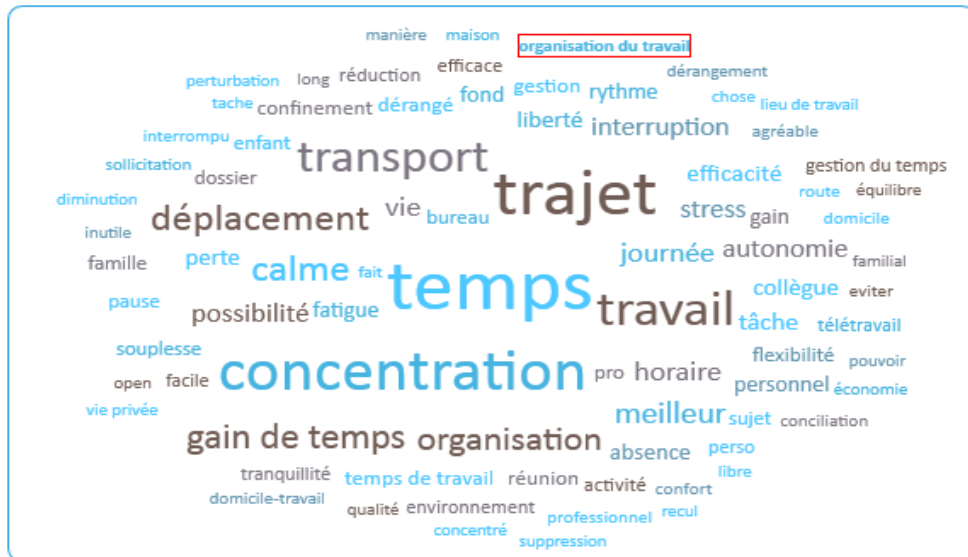 manière maison organisation du travail
perturbation long réduction efficace dérangement
tache confinement dérangé fond gestion rythme chose lieu de travail
interrompu enfant liberté interruption agréable
sollicitation dossier transport efficacité gestion du temps
diminution déplacement vie bureau trajet stress gain route équilibre domicile
inutile
famille perte calme fait journée autonomie familial
pause possibilité fatigue temps travail collègue eviter
tâche télétravail
souplesse flexibilité pouvoir
open facile concentration pro horaire personnel économie
vie privée meilleur sujet conciliation
gain de temps organisation absence perso
tranquillité temps de travail réunion activité confort libre
domicile-travail qualité environnement professionnel recul
concentré suppression